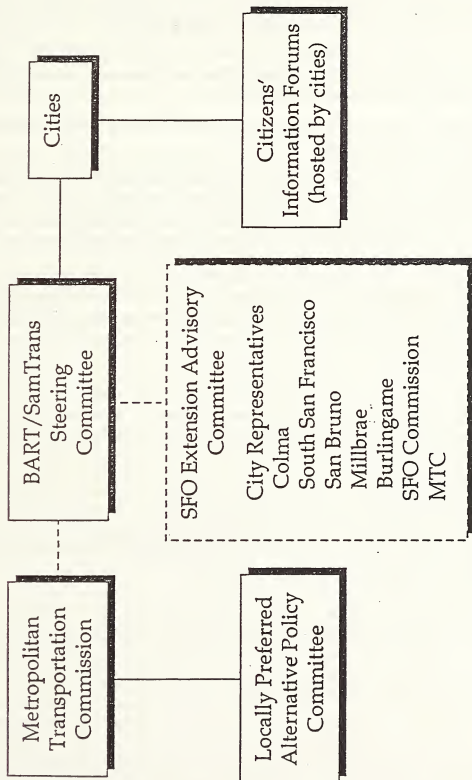 Metropolitan
Transportation
Commission
BART/SamTrans
Steering
Committee
Cities
Locally Preferred
Alternative Policy
Committee
SFO Extension Advisory
Committee
City Representatives
Colma
South San Francisco
San Bruno
Millbrae
Burlingame
SFO Commission
MTC
Citizens'
Information Forums
(hosted by cities)